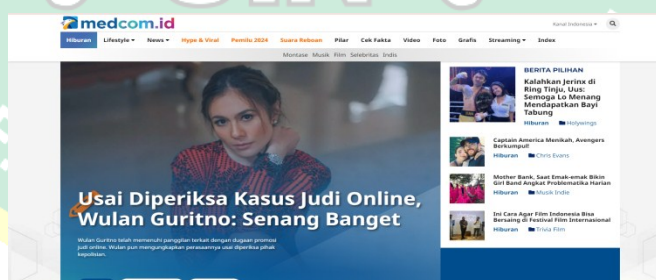 medcom.id
Kanal Indonesia
Hiburan Lifestyle News Hype & Viral Pemilu 2024 Suara Reboan Pilar Cek Fakta Video Foto Grafis Streaming Index
Montase Musik Film Selebritas Indis
Usai Diperiksa Kasus Judi Online,
Wulan Guritno: Senang Banget
Wulan Guritno telah memenuhi panggilan terkait dengan dugaan promosi
judi online. Wulan pun mengungkapkan perasaannya usai diperiksa pihak
kepolisian.
BERITA PILIHAN
Kalahkan Jerinx di
Ring Tinju, Uus:
Semoga Lo Menang
Mendapatkan Bayi
Tabung
Hiburan Holywings
Captain America Menikah, Avengers
Berkumpul!
Hiburan Chris Evans
Mother Bank, Saat Emak-emak Bikin
Girl Band Angkat Problematika Harian
Hiburan Musik Indie
Ini Cara Agar Film Indonesia Bisa
Bersaing di Festival Film Internasional
Hiburan Trivia Film